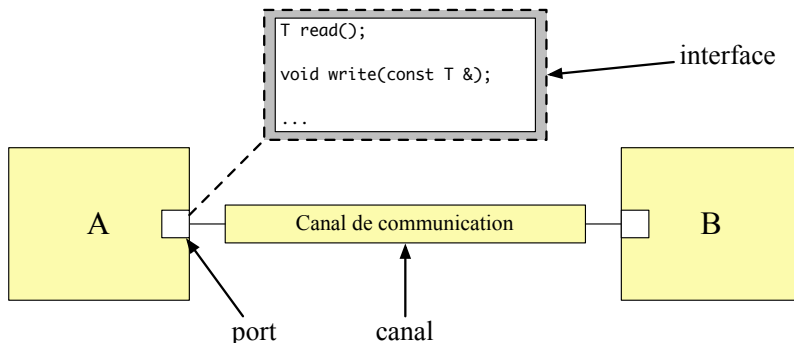 T read();
void write(const T &);
...
interface
A
Canal de communication
B
port
canal